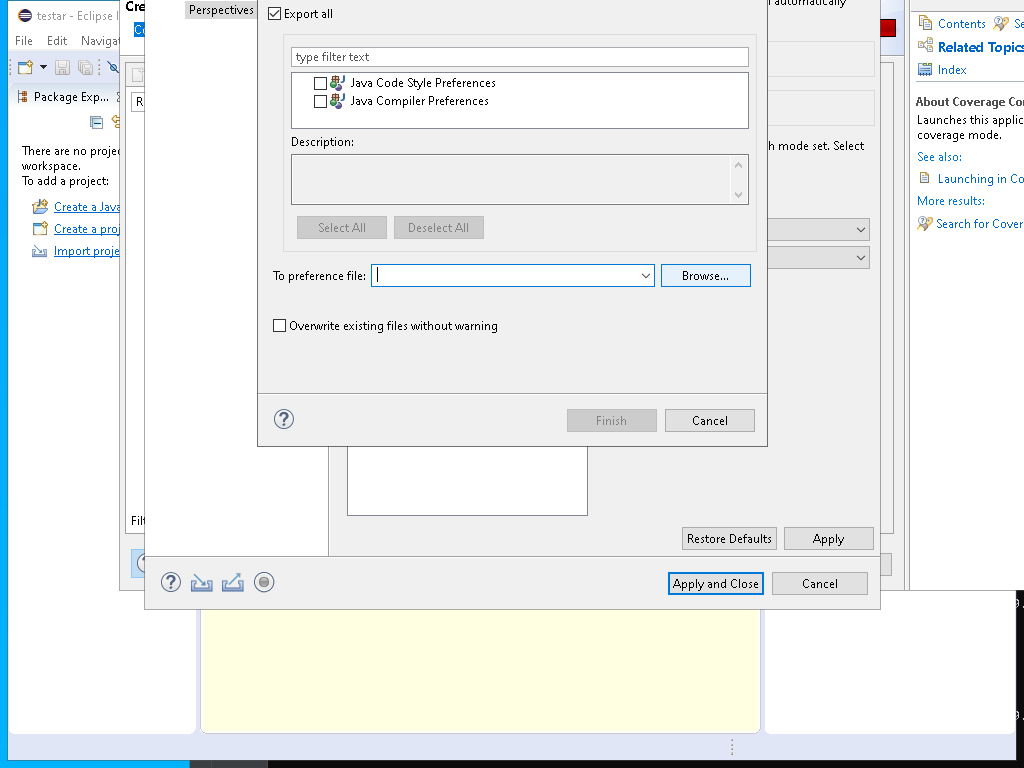 testar - Eclipse I
File Edit Navigat
Package Exp...
There are no proje
workspace.
To add a project:
Create a Java
Create a proj
Import proje
Cre
Co
R
Filt
Perspectives
Export all
type filter text
Java Code Style Preferences
Java Compiler Preferences
Description:
Select All Deselect All
To preference file: Browse...
Overwrite existing files without warning
Finish Cancel
automatically
h mode set. Select
Restore Defaults Apply
Apply and Close Cancel
Contents Se
Related Topics
Index
About Coverage Co
Launches this applic
coverage mode.
See also:
Launching in Co
More results:
Search for Cover